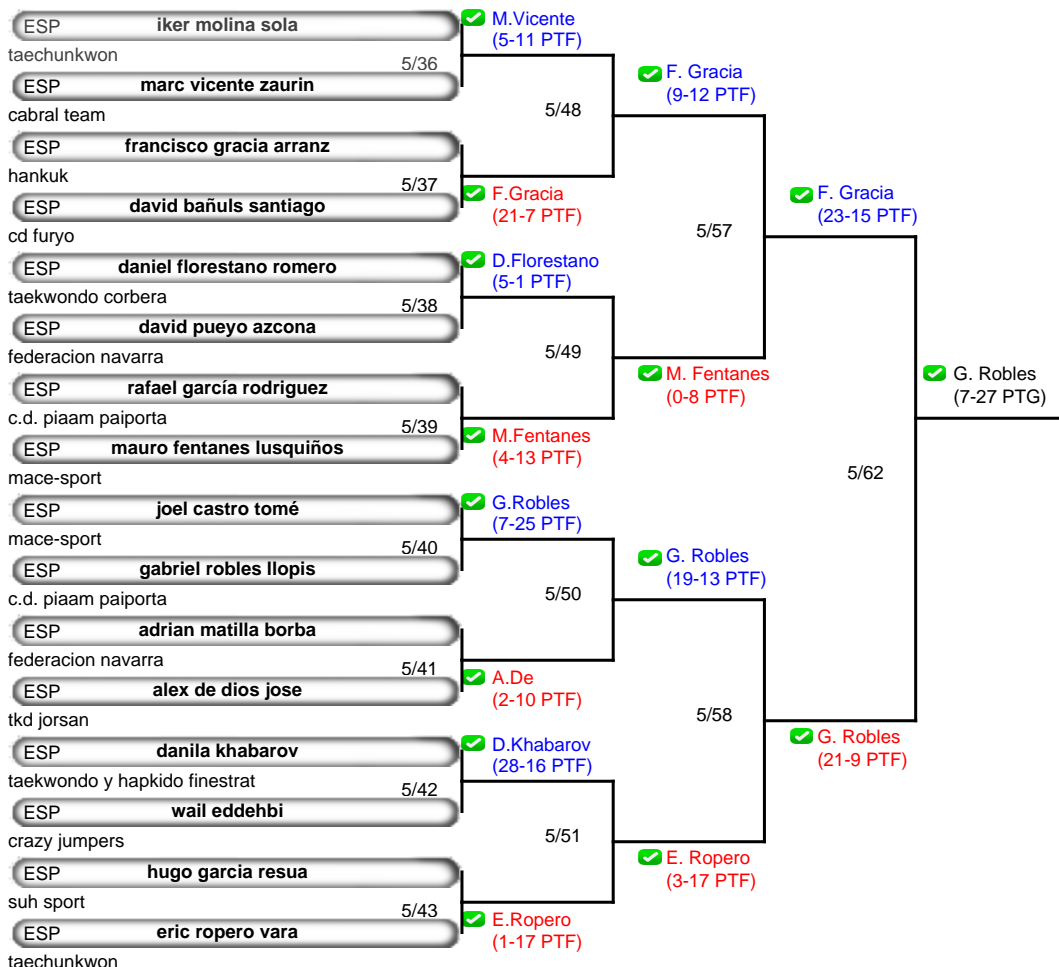 ESP iker molina sola
taechunkwon
5/36
ESP marc vicente zaurin
cabral team
ESP francisco gracia arranz
hankuk
5/37
ESP david bañuls santiago
cd furyo
ESP daniel florestano romero
taekwondo corbera
5/38
ESP david pueyo azcona
federacion navarra
ESP rafael garcía rodriguez
c.d. piaam paiporta
5/39
ESP mauro fentanes lusquiños
mace-sport
ESP joel castro tomé
mace-sport
5/40
ESP gabriel robles llopis
c.d. piaam paiporta
ESP adrian matilla borba
federacion navarra
5/41
ESP alex de dios jose
tkd jorsan
ESP danila khabarov
taekwondo y hapkido finestrat
5/42
ESP wail eddehbi
crazy jumpers
ESP hugo garcia resua
suh sport
5/43
ESP eric ropero vara
taechunkwon
M.Vicente
(5-11 PTF)
5/48
F.Gracia
(21-7 PTF)
D.Florestano
(5-1 PTF)
5/49
M.Fentanes
(4-13 PTF)
G.Robles
(7-25 PTF)
5/50
A.De
(2-10 PTF)
D.Khabarov
(28-16 PTF)
5/51
E.Ropero
(1-17 PTF)
F. Gracia
(9-12 PTF)
5/57
M. Fentanes
(0-8 PTF)
G. Robles
(19-13 PTF)
5/58
E. Ropero
(3-17 PTF)
F. Gracia
(23-15 PTF)
5/62
G. Robles
(21-9 PTF)
G. Robles
(7-27 PTG)